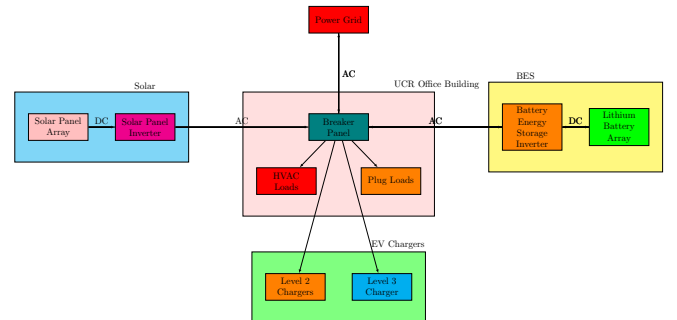 Power Grid
AC
Solar
UCR Office Building
BES
Solar Panel
Array
DC
Solar Panel
Inverter
AC
Breaker
Panel
AC
Battery
Energy
Storage
Inverter
DC
Lithium
Battery
Array
HVAC
Loads
Plug Loads
EV Chargers
Level 2
Chargers
Level 3
Charger